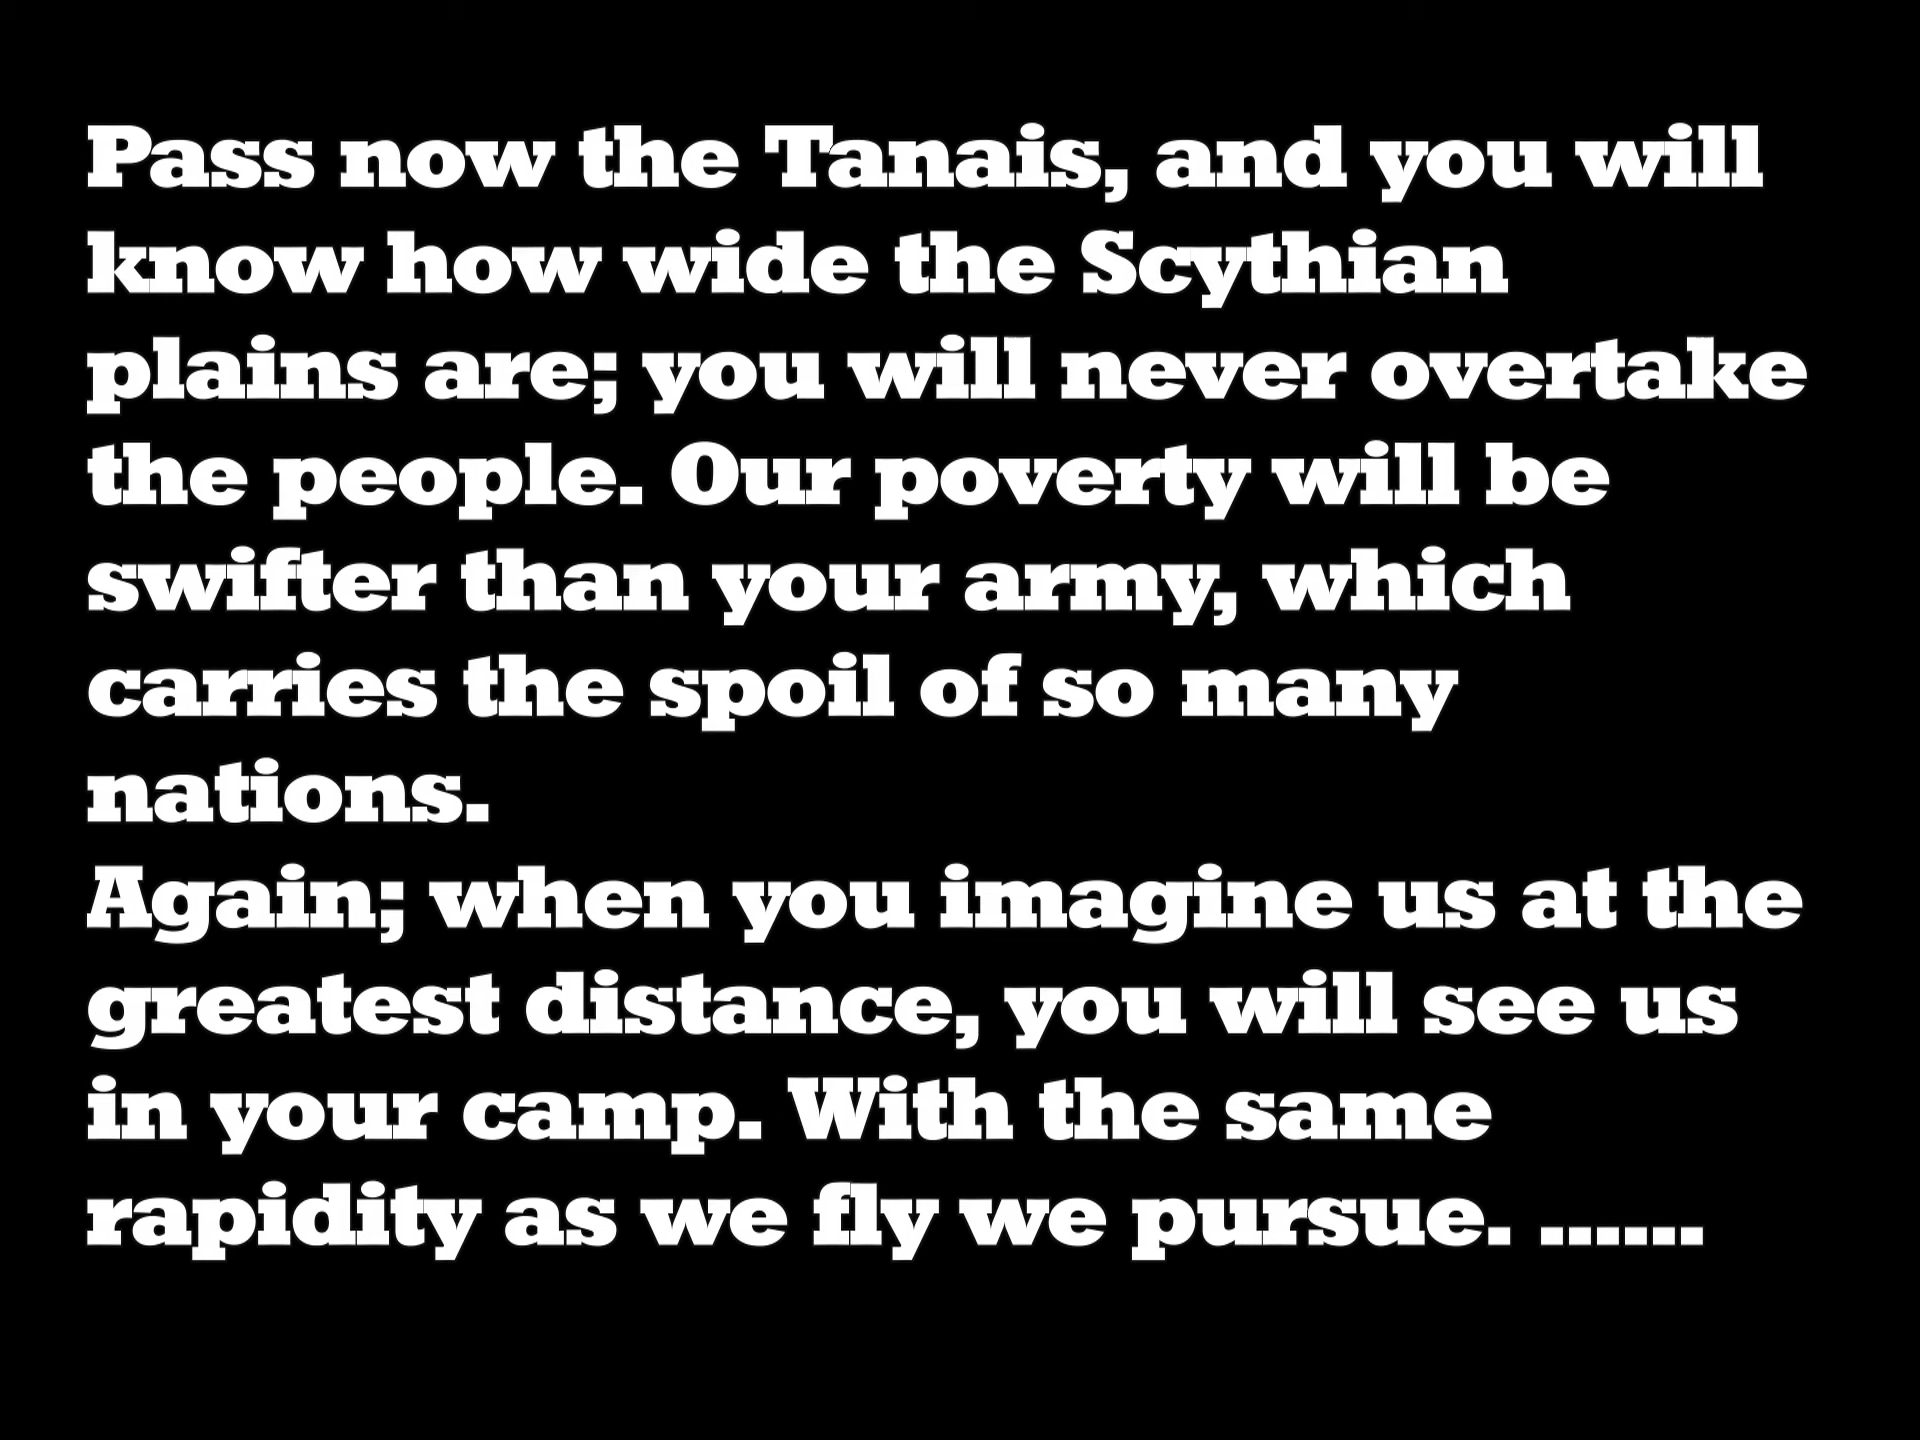 Pass now the Tanais, and you will
know how wide the Scythian
plains are; you will never overtake
the people. Our poverty will be
swifter than your army, which
carries the spoil of so many
nations.
Again; when you imagine us at the
greatest distance, you will see us
in your camp. With the same
rapidity as we fly we pursue. ......